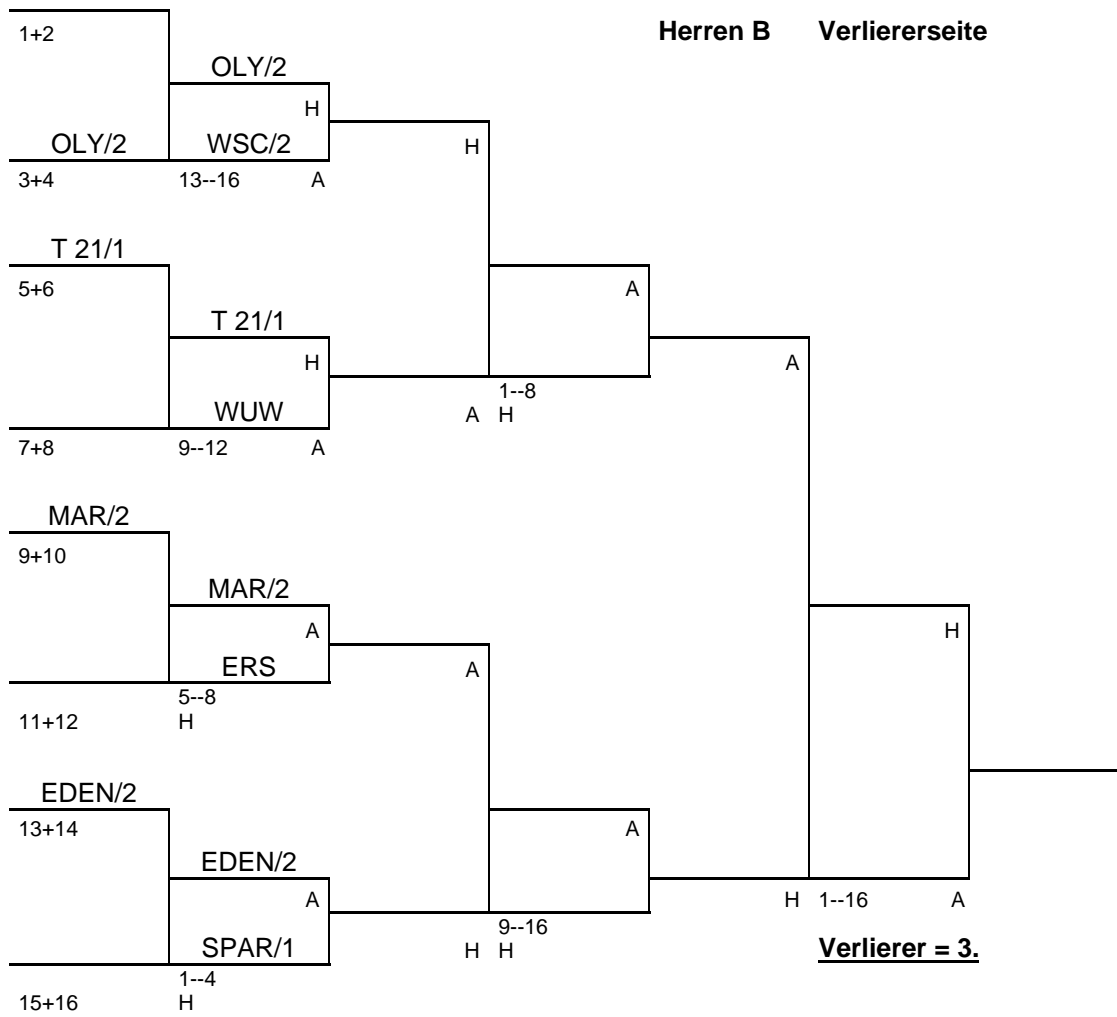 Herren B Verliererseite
1+2
OLY/2
H
OLY/2 WSC/2 H
3+4 13--16 A
T 21/1
5+6 A
T 21/1
H A
1--8
WUW A H
7+8 9--12 A
MAR/2
9+10
MAR/2
A H
ERS A
5--8
11+12 H
EDEN/2
13+14 A
EDEN/2
A H 1--16 A
9--16
SPAR/1 H H Verlierer = 3.
1--4
15+16 H